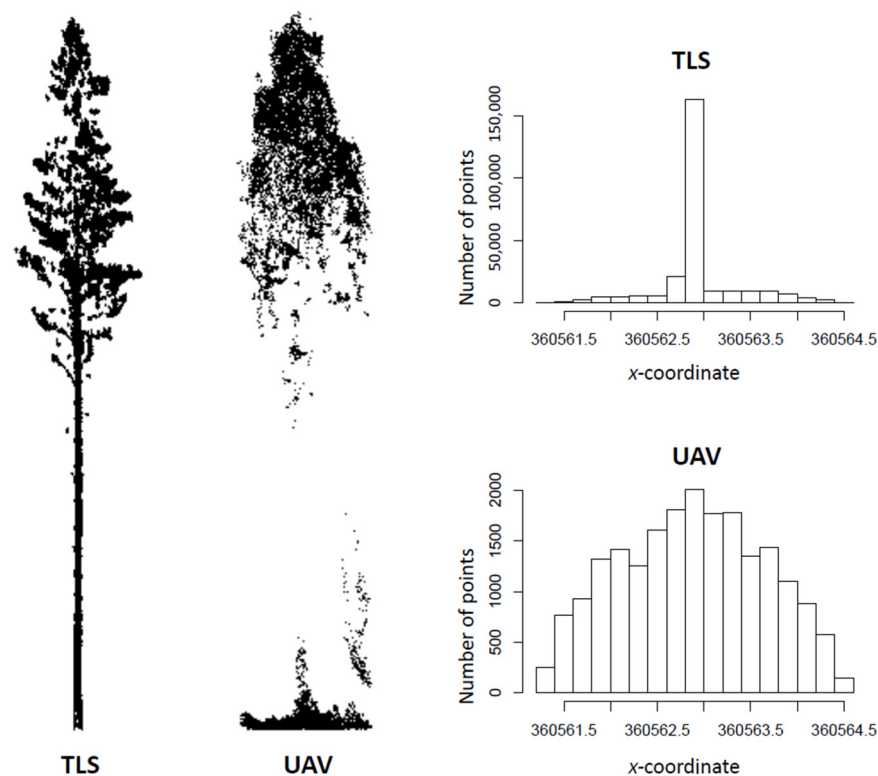 TLS
UAV
TLS
Number of points
0
50,000
100,000
150,000
360561.5 360562.5 360563.5 360564.5
x-coordinate
UAV
Number of points
0
500
1000
1500
2000
360561.5 360562.5 360563.5 360564.5
x-coordinate